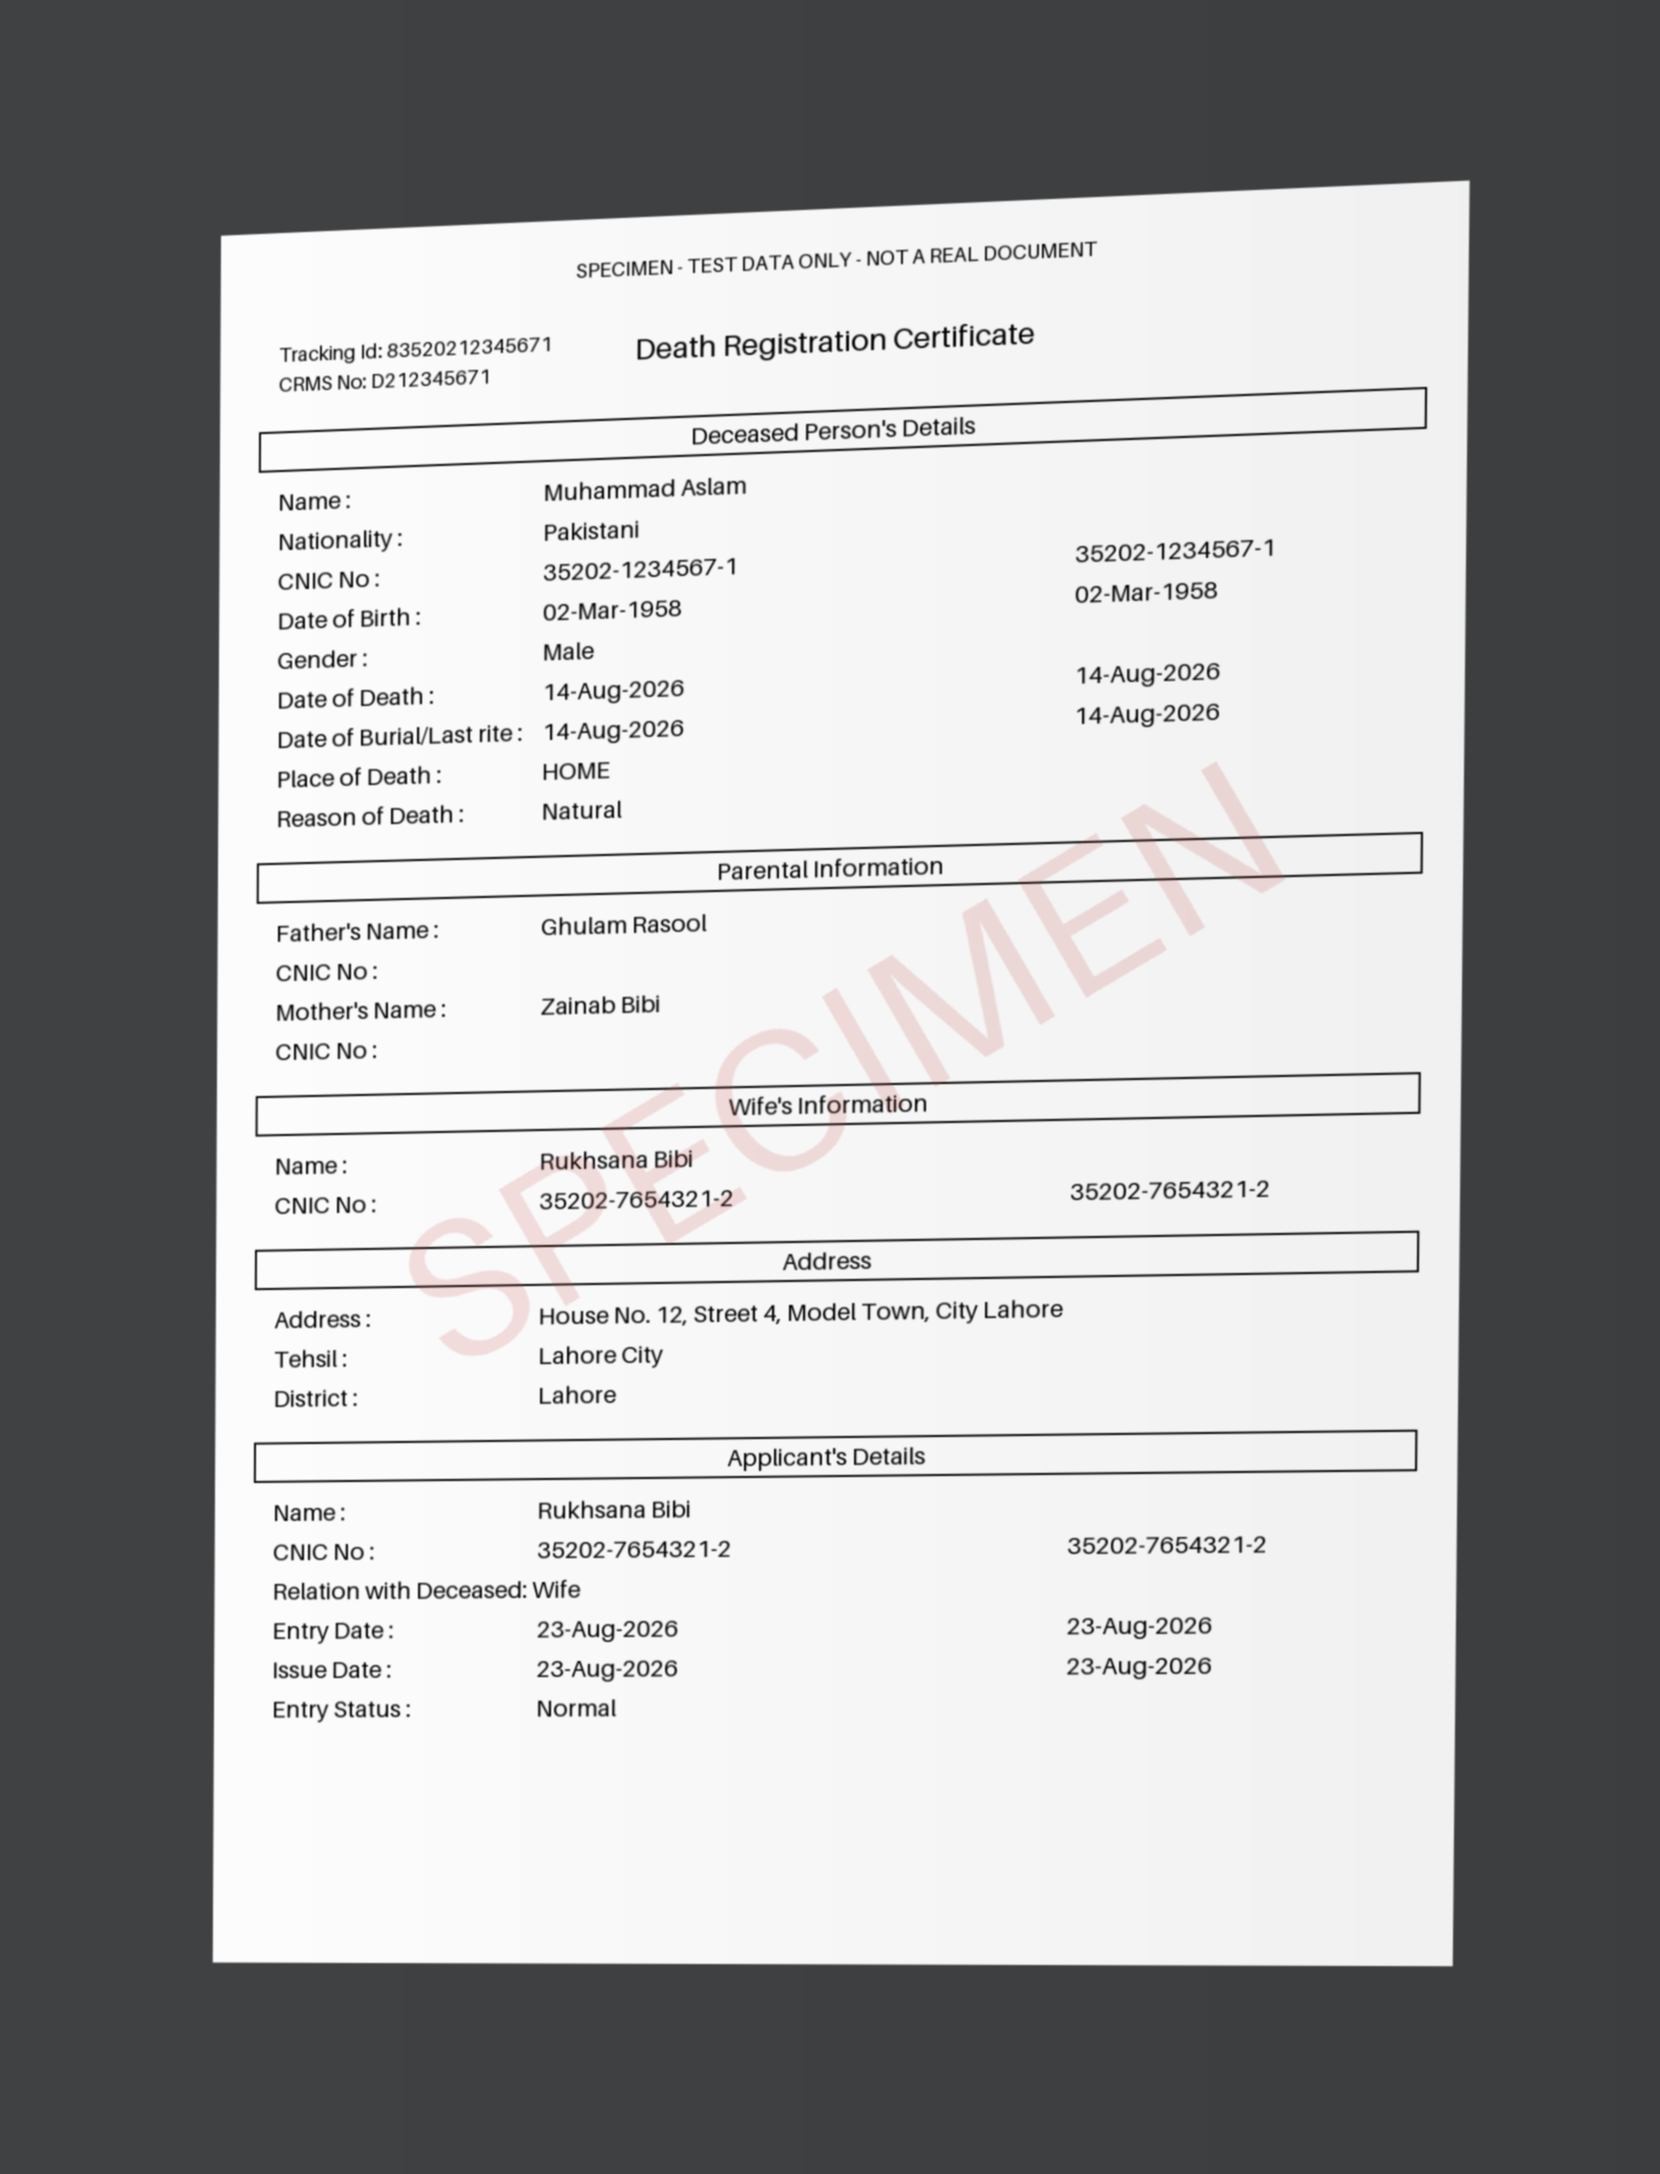 SPECIMEN - TEST DATA ONLY - NOT A REAL DOCUMENT
Tracking Id: 83520212345671
Death Registration Certificate
CRMS No: D212345671
Deceased Person's Details
Name : Muhammad Aslam
Nationality : Pakistani
CNIC No : 35202-1234567-1 35202-1234567-1
Date of Birth : 02-Mar-1958 02-Mar-1958
Gender : Male
Date of Death : 14-Aug-2026 14-Aug-2026
Date of Burial/Last rite : 14-Aug-2026 14-Aug-2026
Place of Death : HOME
Reason of Death : Natural
Parental Information
Father's Name : Ghulam Rasool
CNIC No :
Mother's Name : Zainab Bibi
CNIC No :
Wife's Information
Name : Rukhsana Bibi
CNIC No : 35202-7654321-2 35202-7654321-2
Address
Address : House No. 12, Street 4, Model Town, City Lahore
Tehsil : Lahore City
District : Lahore
Applicant's Details
Name : Rukhsana Bibi
CNIC No : 35202-7654321-2 35202-7654321-2
Relation with Deceased: Wife
Entry Date : 23-Aug-2026 23-Aug-2026
Issue Date : 23-Aug-2026 23-Aug-2026
Entry Status : Normal
SPECIMEN